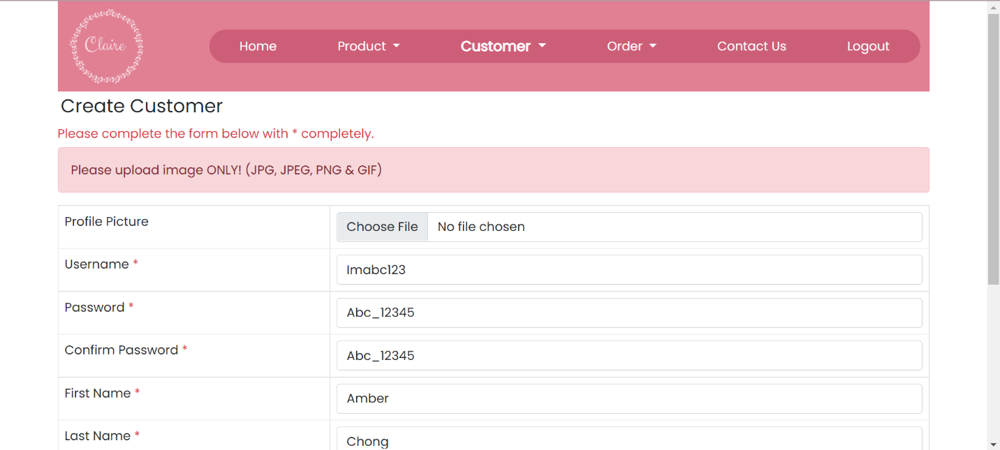 Claire
Home Product Customer Order Contact Us Logout
Create Customer
Please complete the form below with * completely.
Please upload image ONLY! (JPG, JPEG, PNG & GIF)
Profile Picture Choose File No file chosen
Username * Imabc123
Password * Abc_12345
Confirm Password * Abc_12345
First Name * Amber
Last Name * Chong